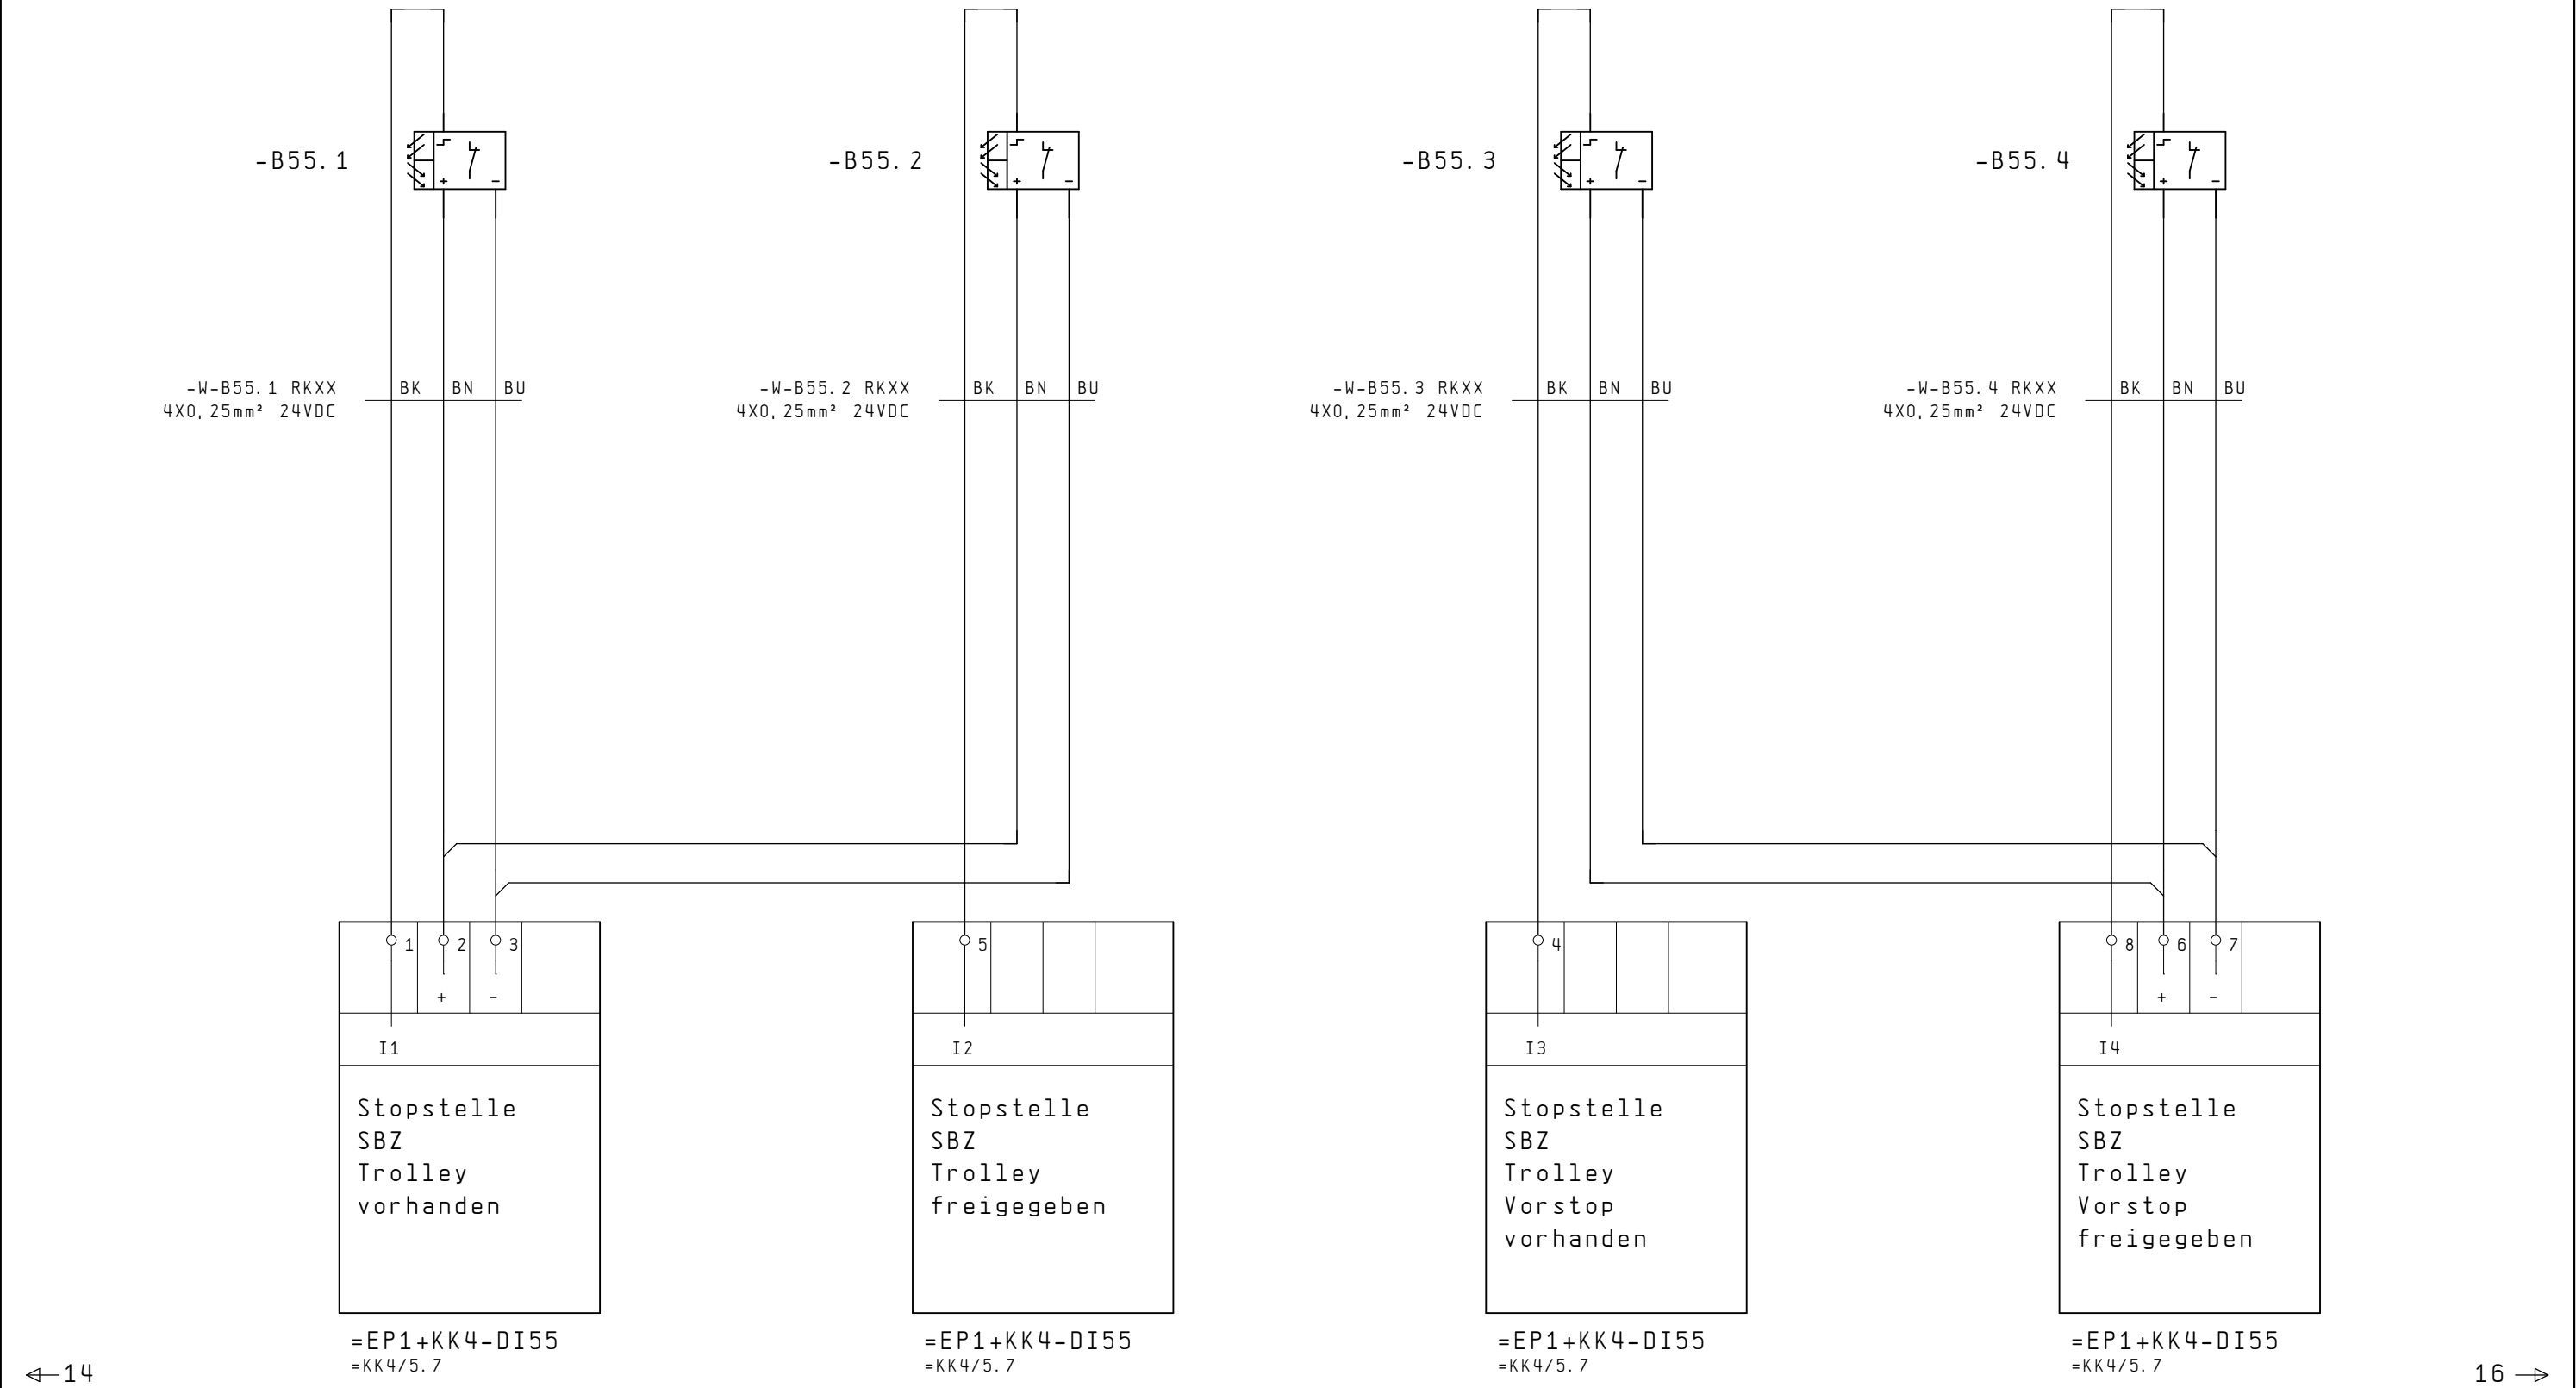 -B55.1
-B55.2
-B55.3
-B55.4
-W-B55.1 RKXX
4X0,25mm² 24VDC
BK BN BU
-W-B55.2 RKXX
4X0,25mm² 24VDC
BK BN BU
-W-B55.3 RKXX
4X0,25mm² 24VDC
BK BN BU
-W-B55.4 RKXX
4X0,25mm² 24VDC
BK BN BU
1 2 3
+ -
I1
Stopstelle
SBZ
Trolley
vorhanden
=EP1+KK4-DI55
=KK4/5.7
5
I2
Stopstelle
SBZ
Trolley
freigegeben
=EP1+KK4-DI55
=KK4/5.7
4
I3
Stopstelle
SBZ
Trolley
Vorstop
vorhanden
=EP1+KK4-DI55
=KK4/5.7
8 6 7
+ -
I4
Stopstelle
SBZ
Trolley
Vorstop
freigegeben
=EP1+KK4-DI55
=KK4/5.7
14
16